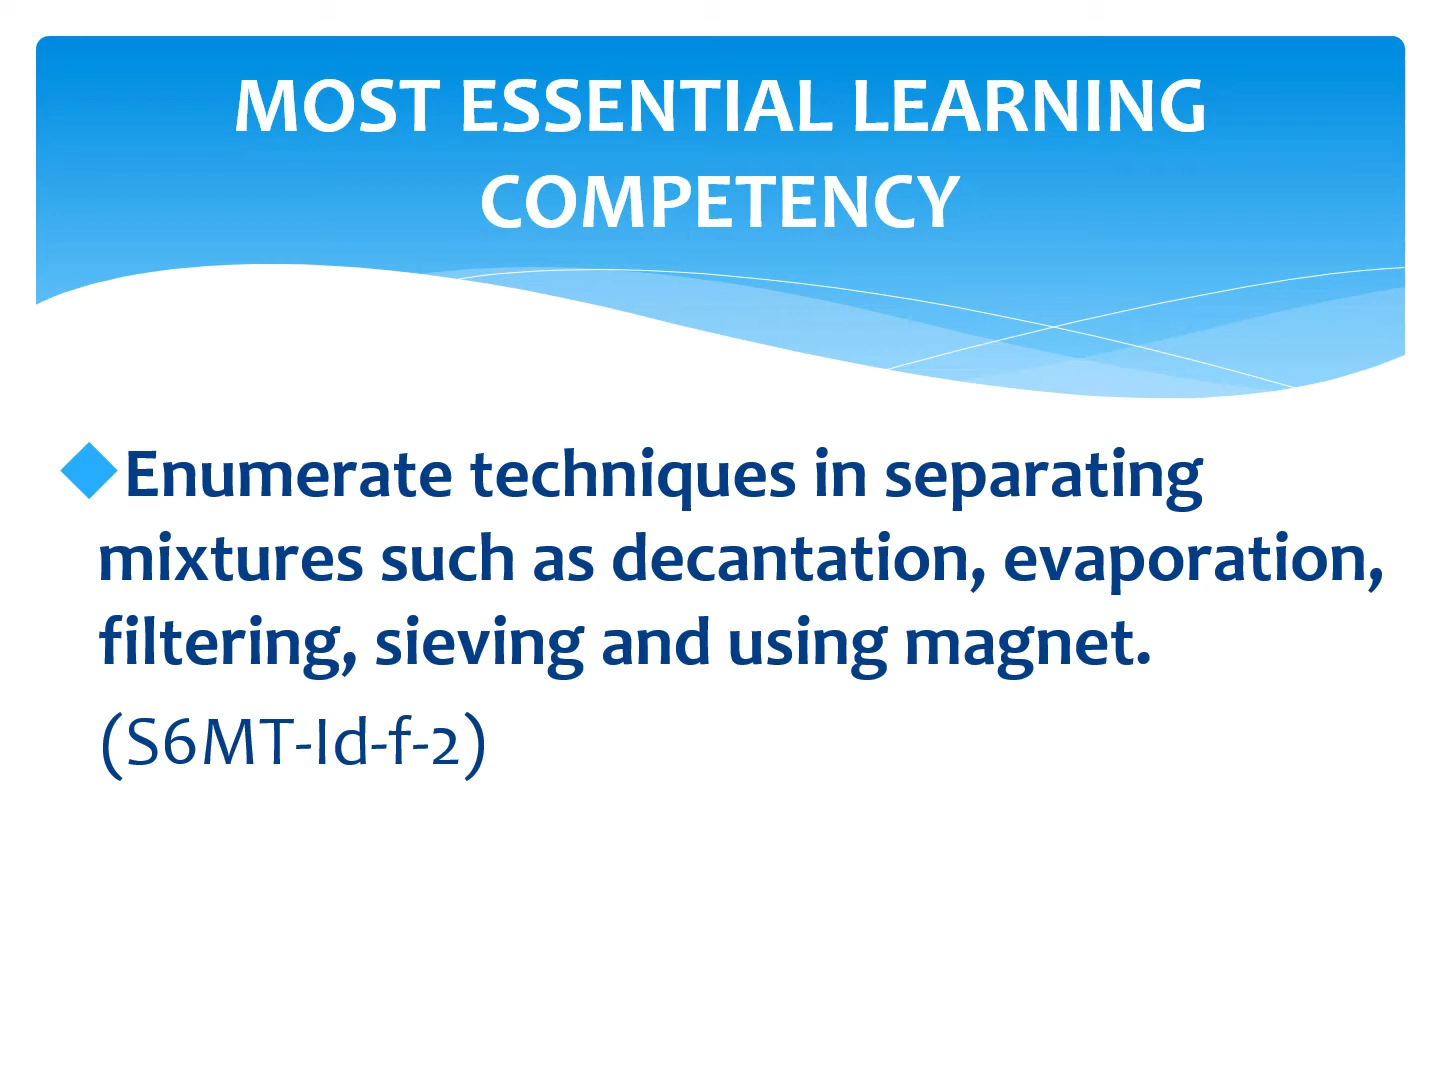 MOST ESSENTIAL LEARNING
COMPETENCY
Enumerate techniques in separating
mixtures such as decantation, evaporation,
filtering, sieving and using magnet.
(S6MT-Id-f-2)